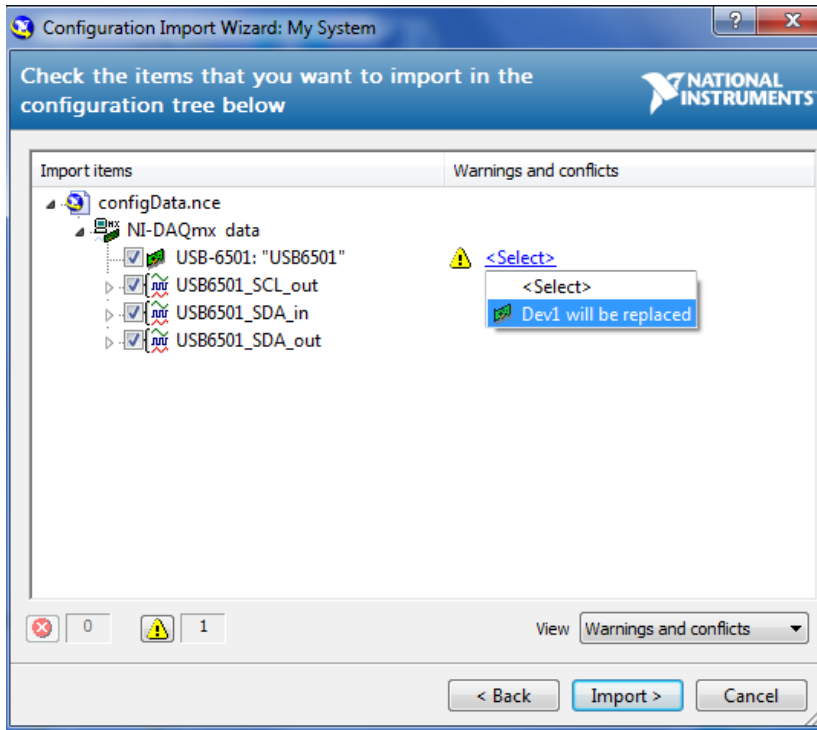 Configuration Import Wizard: My System
Check the items that you want to import in the
configuration tree below
NATIONAL
INSTRUMENTS
Import items
Warnings and conflicts
configData.nce
NI-DAQmx data
USB-6501: "USB6501"
<Select>
USB6501_SCL_out
<Select>
USB6501_SDA_in
Dev1 will be replaced
USB6501_SDA_out
0
1
View
Warnings and conflicts
< Back
Import >
Cancel